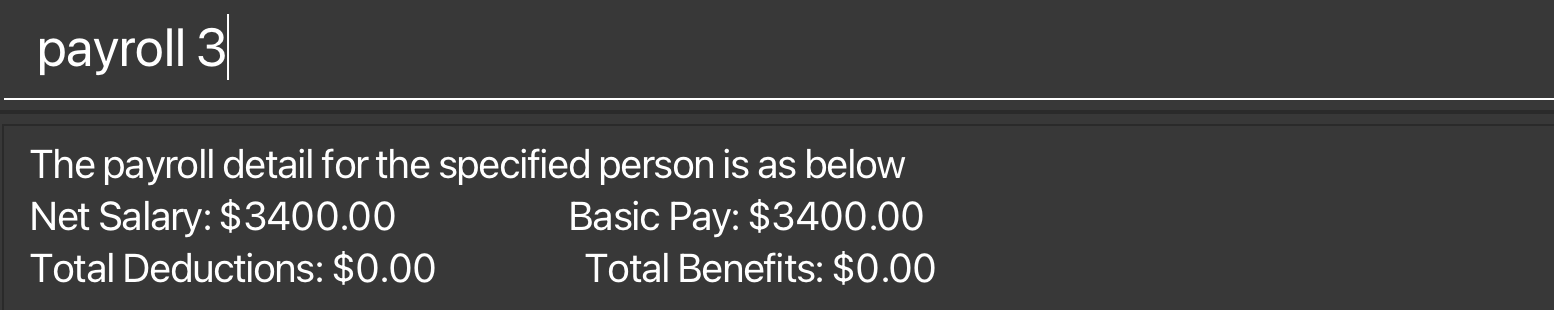 payroll 3
The payroll detail for the specified person is as below
Net Salary: $3400.00 Basic Pay: $3400.00
Total Deductions: $0.00 Total Benefits: $0.00